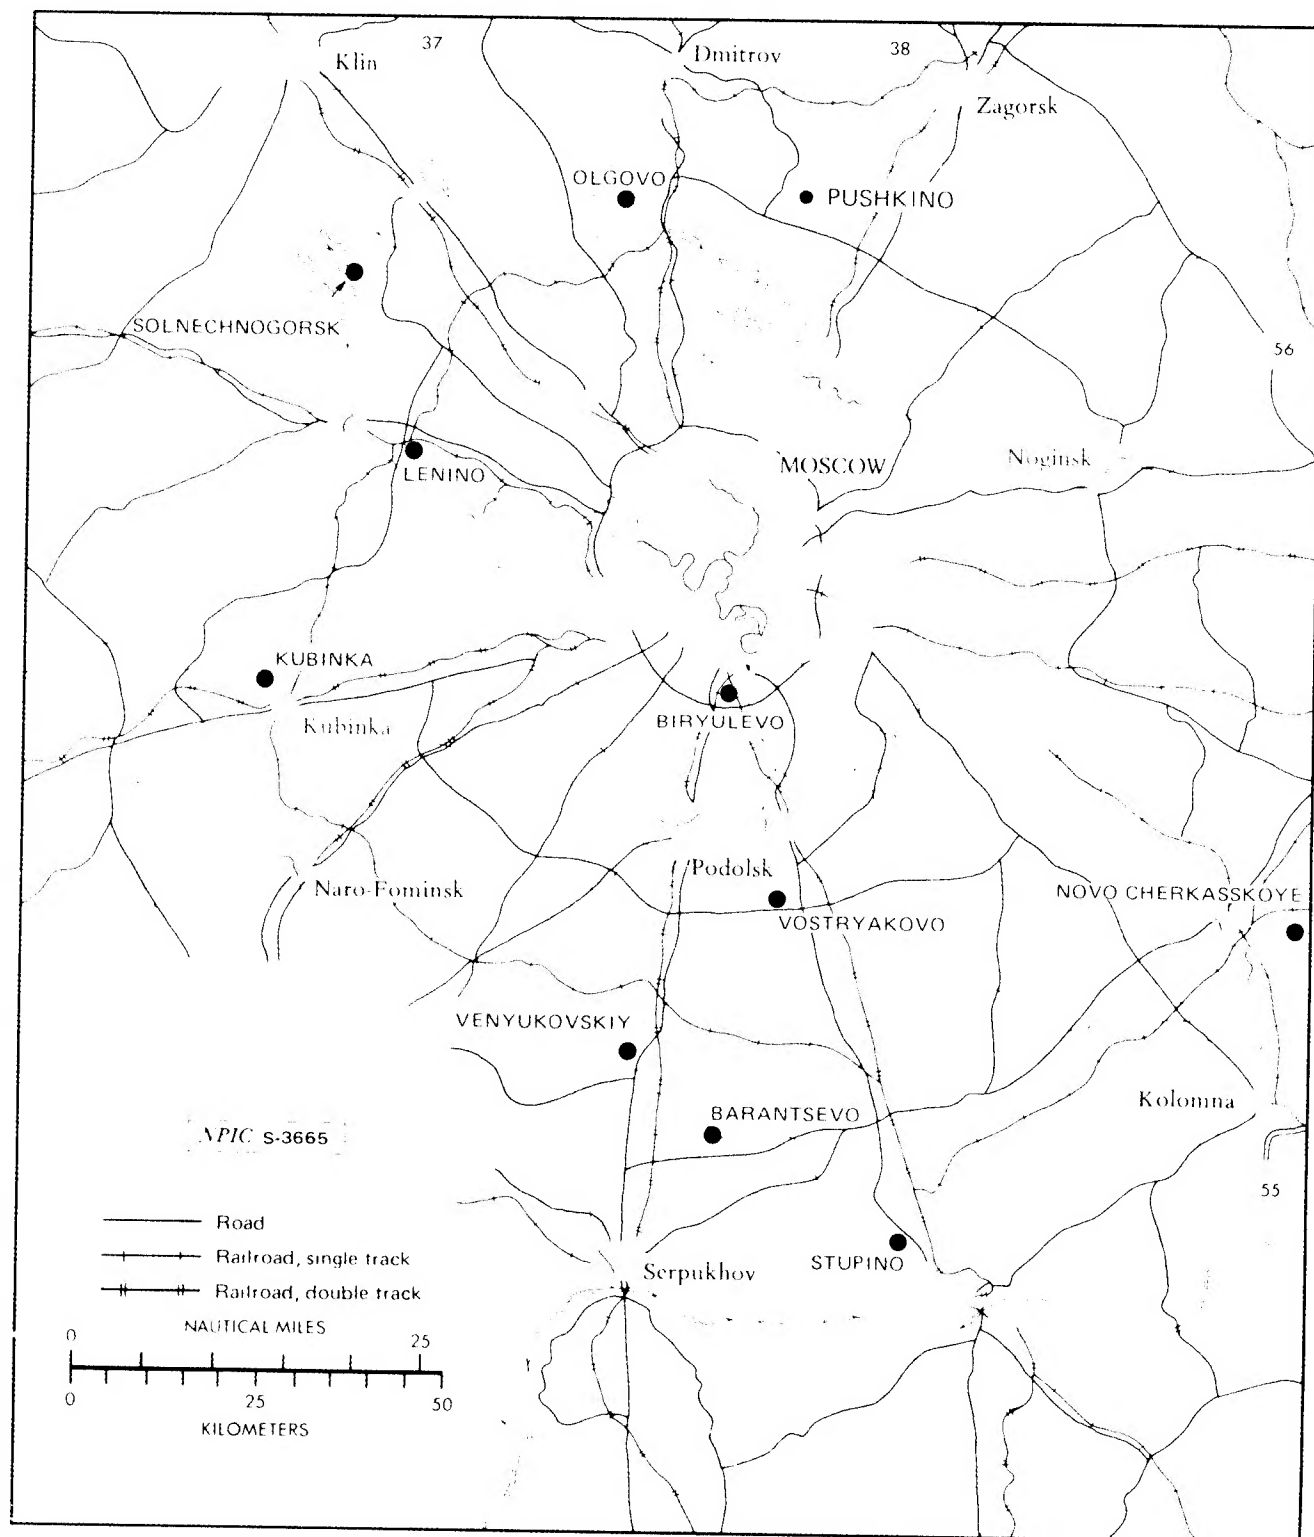 37
38
Klin
Dmitrov
Zagorsk
OLGOVO
PUSHKINO
SOLNECHNOGORSK
56
MOSCOW
Noginsk
LENINO
KUBINKA
Kubinka
BIRYULEVO
Podolsk
Naro-Fominsk
NOVO CHERKASSKOYE
VOSTRYAKOVO
VENYUKOVSKIY
BARANTSEVO
Kolomna
NPIC S-3665
55
Road
Railroad, single track
Railroad, double track
STUPINO
Serpukhov
NAUTICAL MILES
0 25
0 25 50
KILOMETERS